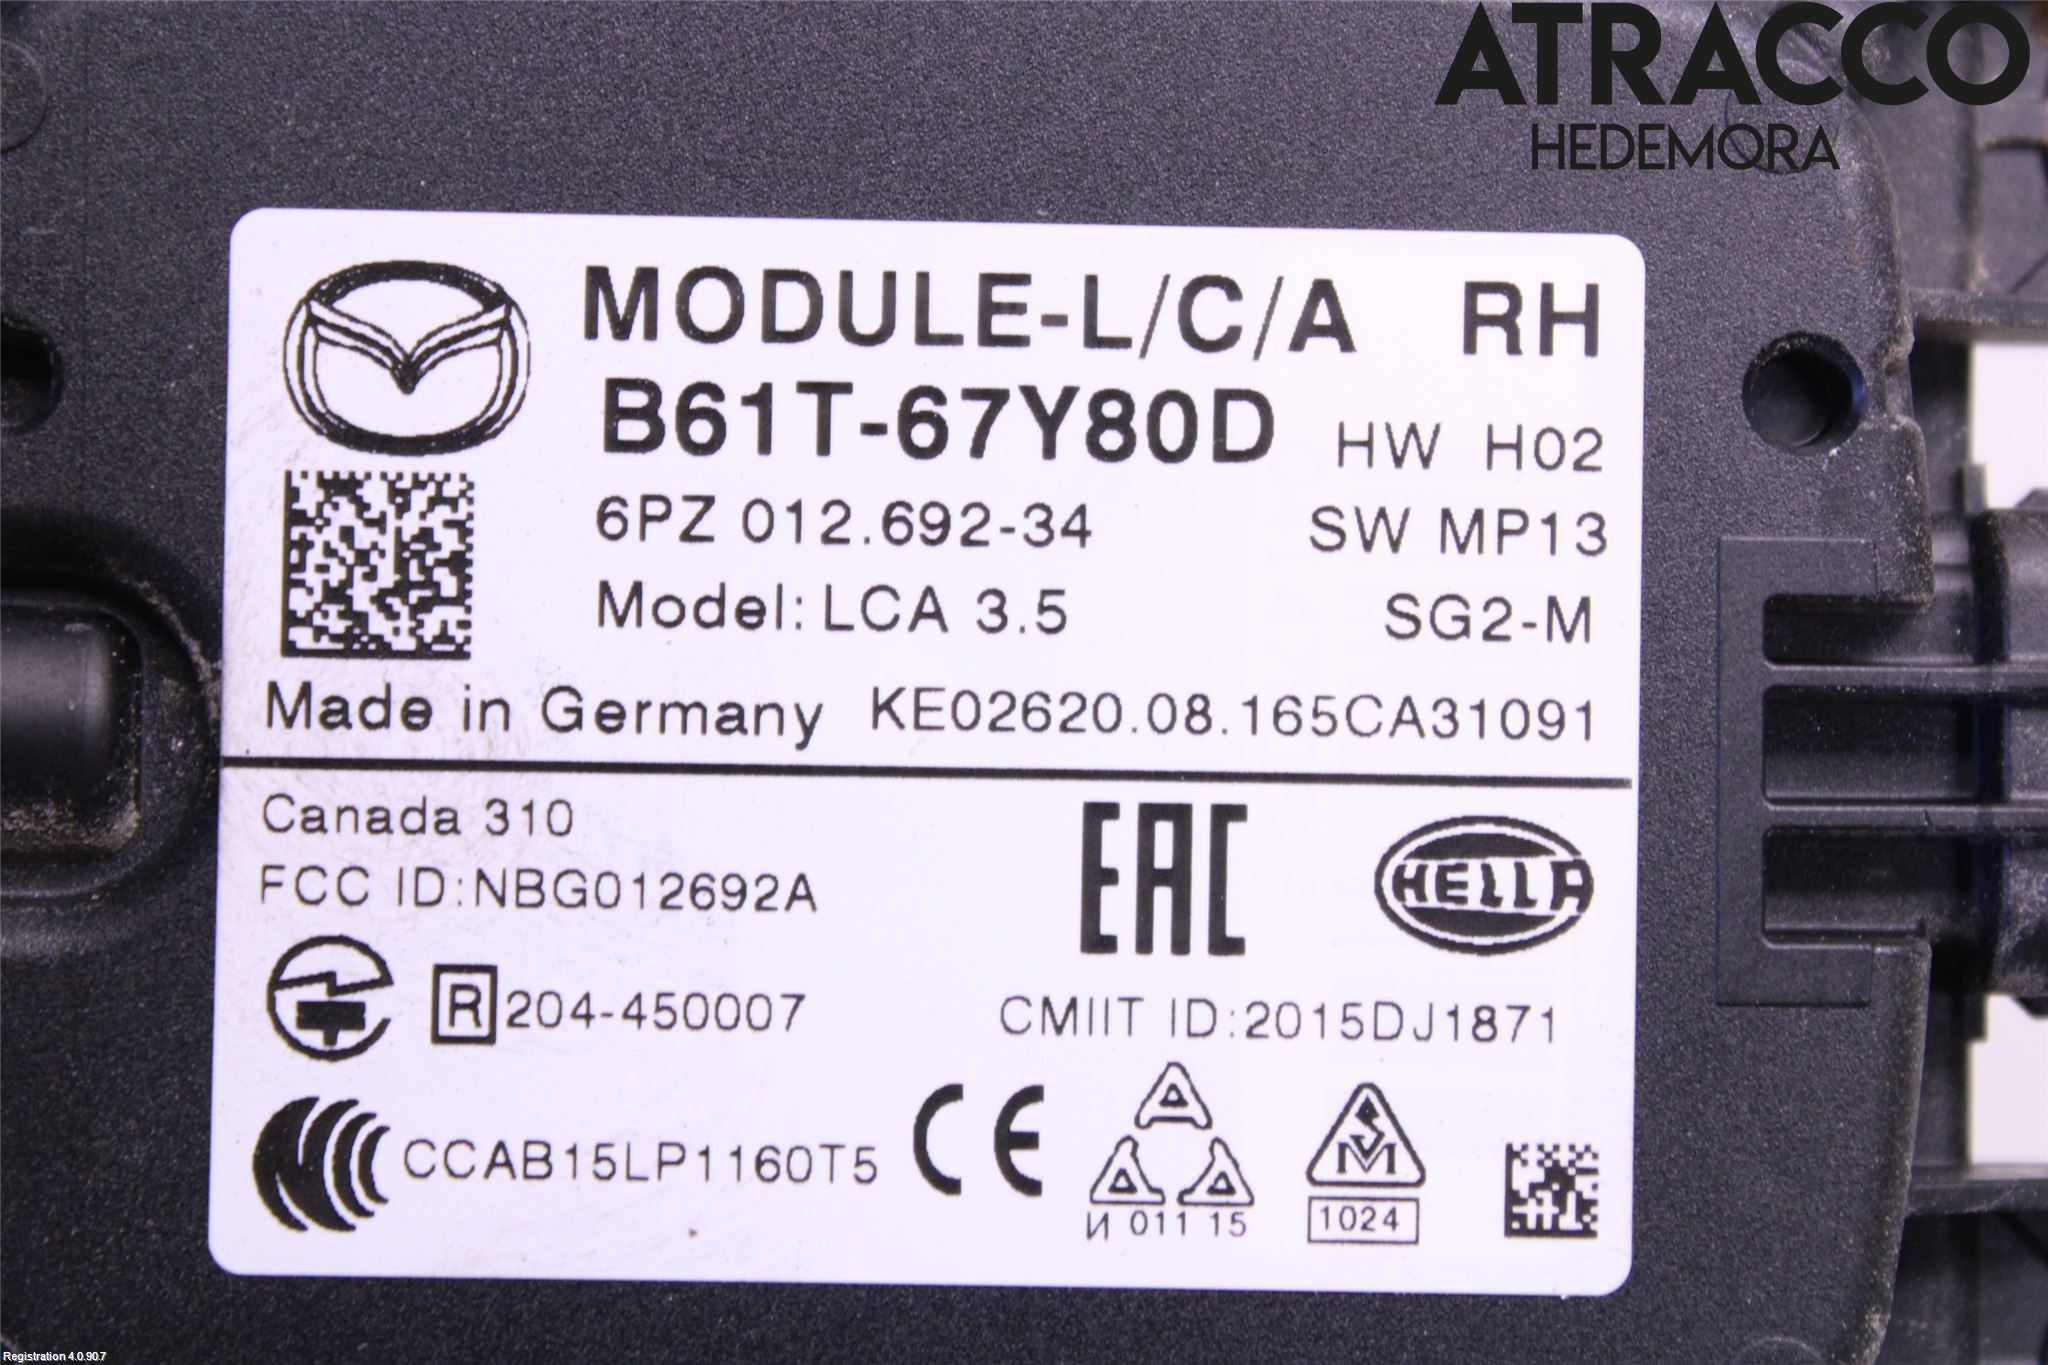 ATRACCO
HEDEMORA
MODULE-L/C/A RH
B61T-67Y80D HW H02
6PZ 012.692-34 SW MP13
Model: LCA 3.5 SG2-M
Made in Germany KE02620.08.165CA31091
Canada 310
FCC ID:NBG012692A
EAC HELLA
R 204-450007 CMIIT ID:2015DJ1871
CCAB15LP1160T5 CE
И 011 15
SM
1024
Registration 4.0.90.7